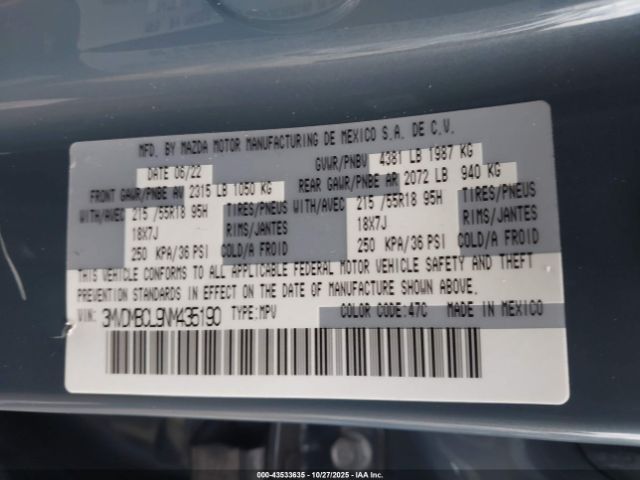 MFD. BY MAZDA MOTOR MANUFACTURING DE MEXICO S.A. DE C.V.
DATE 06/22 GVWR/PNBV 4381 LB 1987 KG
FRONT GAWR/PNBE AV 2315 LB 1050 KG REAR GAWR/PNBE AR 2072 LB 940 KG
WITH/AVEC 215 /55R18 95H TIRES/PNEUS WITH/AVEC 215 /55R18 95H TIRES/PNEUS
18X7J RIMS/JANTES 18X7J RIMS/JANTES
250 KPA/36 PSI COLD/A FROID 250 KPA/36 PSI COLD/A FROID
THIS VEHICLE CONFORMS TO ALL APPLICABLE FEDERAL MOTOR VEHICLE SAFETY AND THEFT
PREVENTION STANDARDS IN EFFECT ON THE DATE OF MANUFACTURE SHOWN ABOVE.
VIN: 3MVDMBCL9NM435190 TYPE:MPV COLOR CODE:47C MADE IN MEXICO
© 43533635 - 10/27/2025 - IAAI.com